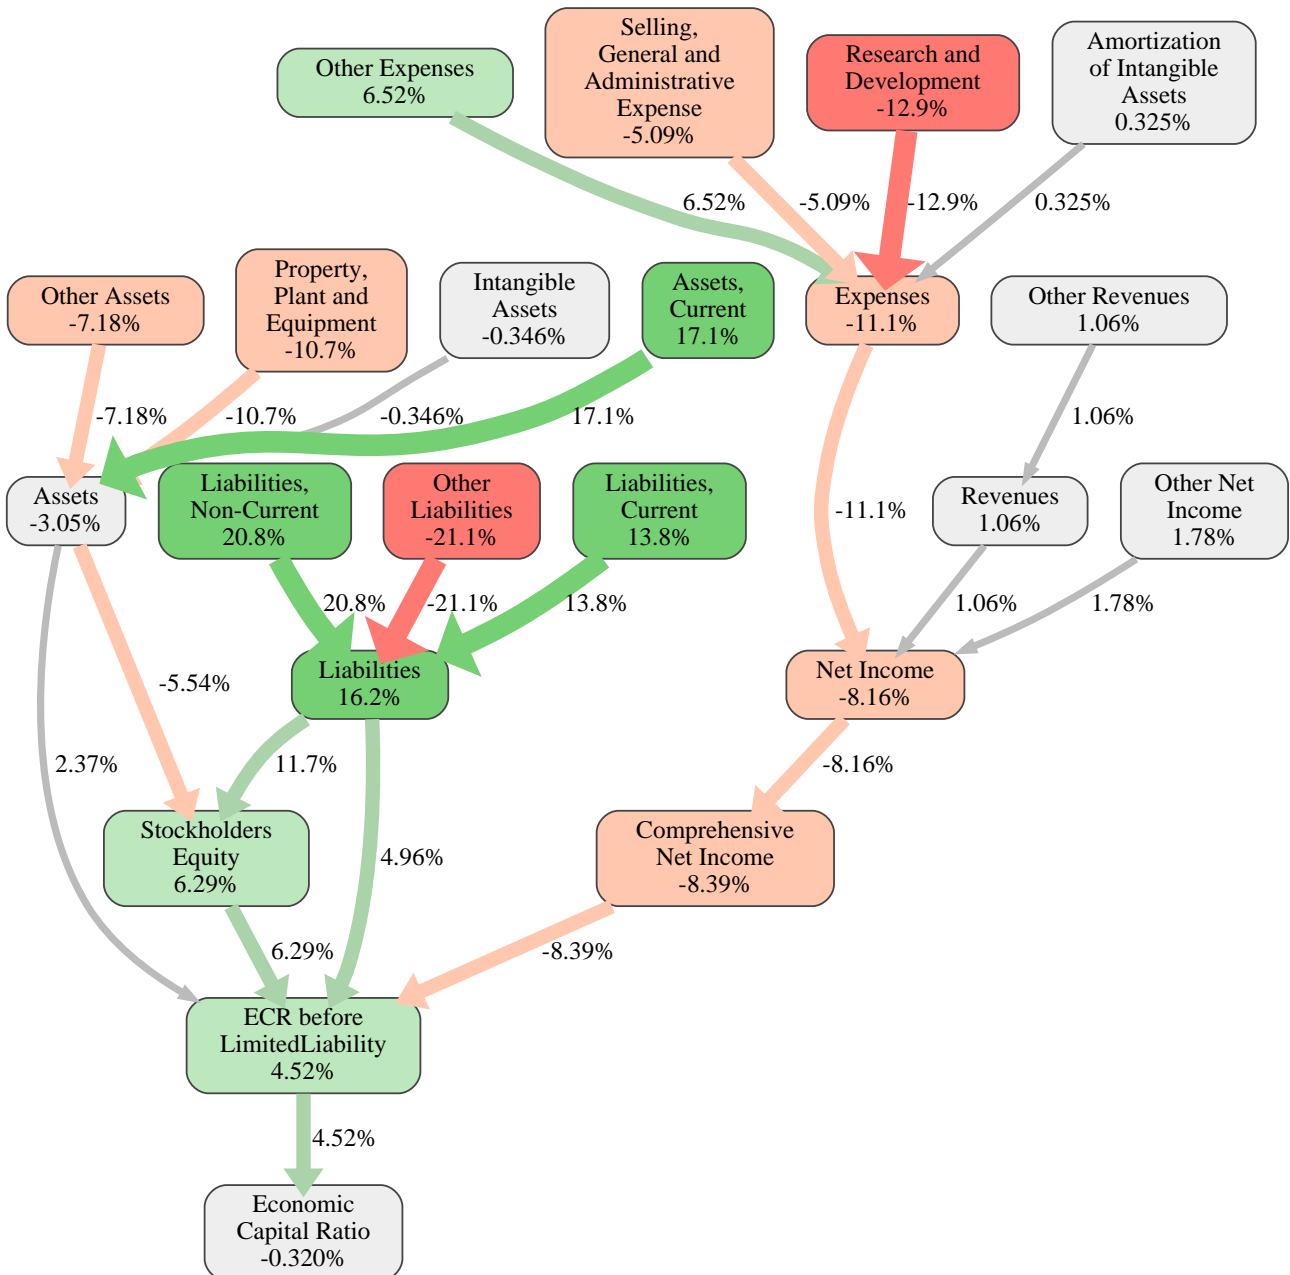 Other Expenses
6.52%
Selling,
General and
Administrative
Expense
-5.09%
Research and
Development
-12.9%
Amortization
of Intangible
Assets
0.325%
6.52%
-5.09%
-12.9%
0.325%
Other Assets
-7.18%
Property,
Plant and
Equipment
-10.7%
Intangible
Assets
-0.346%
Assets,
Current
17.1%
Expenses
-11.1%
Other Revenues
1.06%
-7.18%
-10.7%
-0.346%
17.1%
1.06%
Assets
-3.05%
Liabilities,
Non-Current
20.8%
Other
Liabilities
-21.1%
Liabilities,
Current
13.8%
-11.1%
Revenues
1.06%
Other Net
Income
1.78%
20.8%
-21.1%
13.8%
1.06%
1.78%
Liabilities
16.2%
Net Income
-8.16%
-5.54%
2.37%
11.7%
-8.16%
Stockholders
Equity
6.29%
4.96%
Comprehensive
Net Income
-8.39%
6.29%
-8.39%
ECR before
LimitedLiability
4.52%
4.52%
Economic
Capital Ratio
-0.320%